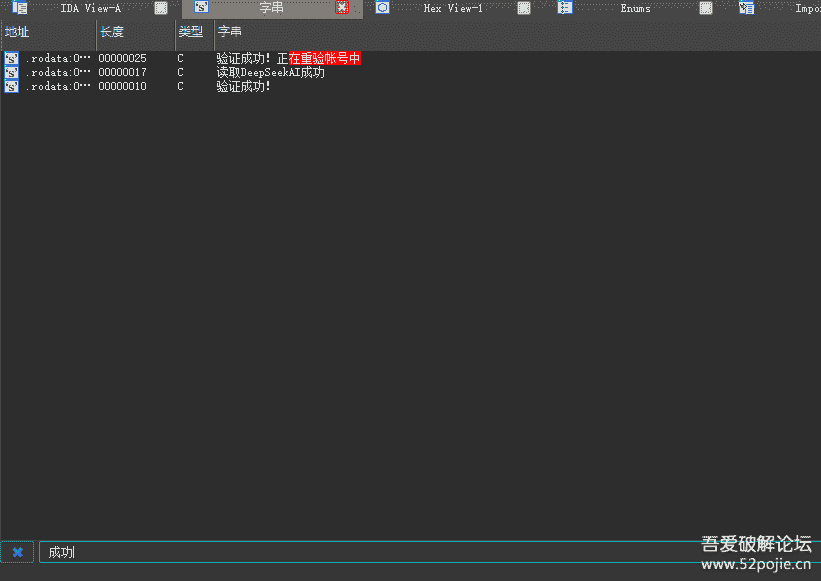 IDA View-A 字串 Hex View-1 Enums Impo
地址 长度 类型 字串
.rodata:0… 00000025 C 验证成功！正在重验帐号中
.rodata:0… 00000017 C 读取DeepSeekAI成功
.rodata:0… 00000010 C 验证成功！
成功
吾爱破解论坛
www.52pojie.cn